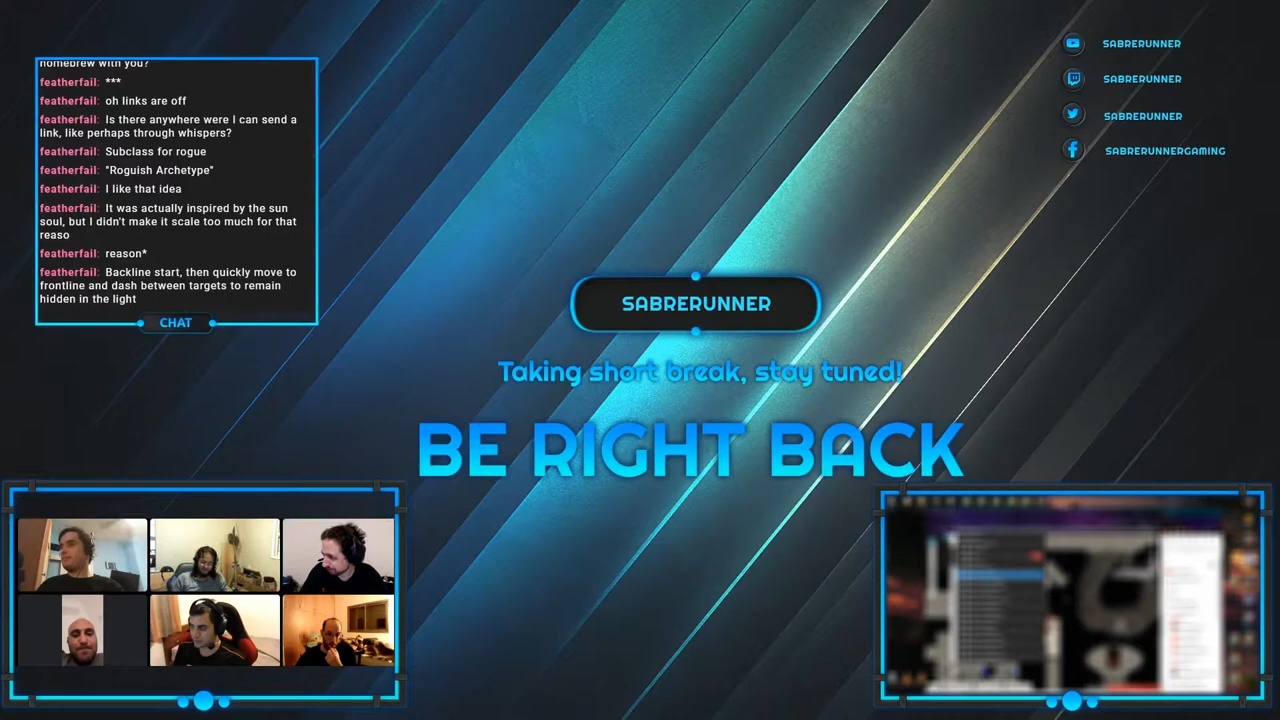 homebrew with you?
featherfail: ***
featherfail: oh links are off
featherfail: Is there anywhere were I can send a
link, like perhaps through whispers?
featherfail: Subclass for rogue
featherfail: "Roguish Archetype"
featherfail: I like that idea
featherfail: It was actually inspired by the sun
soul, but I didn't make it scale too much for that
reaso
featherfail: reason*
featherfail: Backline start, then quickly move to
frontline and dash between targets to remain
hidden in the light
CHAT
SABRERUNNER
SABRERUNNER
SABRERUNNER
SABRERUNNERGAMING
SABRERUNNER
Taking short break, stay tuned!
BE RIGHT BACK